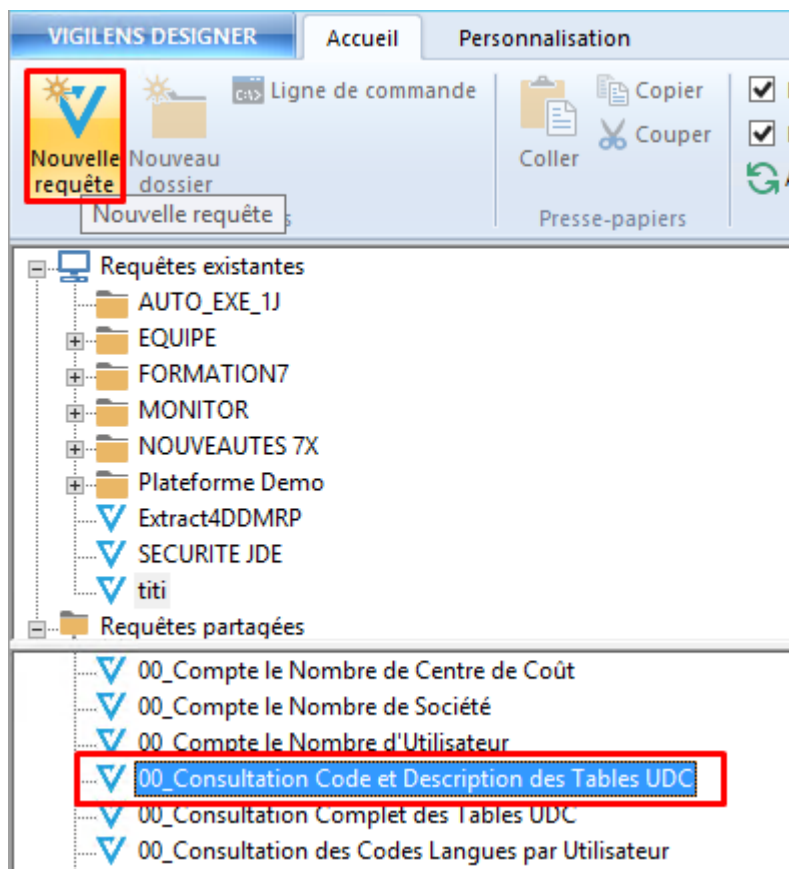 VIGILENS DESIGNER Accueil Personnalisation
Ligne de commande
Copier
Couper
Nouvelle requête
Nouveau dossier
Coller
Nouvelle requête
Presse-papiers
Requêtes existantes
AUTO_EXE_1J
EQUIPE
FORMATION7
MONITOR
NOUVEAUTES 7X
Plateforme Demo
Extract4DDMRP
SECURITE JDE
titi
Requêtes partagées
00_Compte le Nombre de Centre de Coût
00_Compte le Nombre de Société
00_Compte le Nombre d'Utilisateur
00_Consultation Code et Description des Tables UDC
00_Consultation Complet des Tables UDC
00_Consultation des Codes Langues par Utilisateur